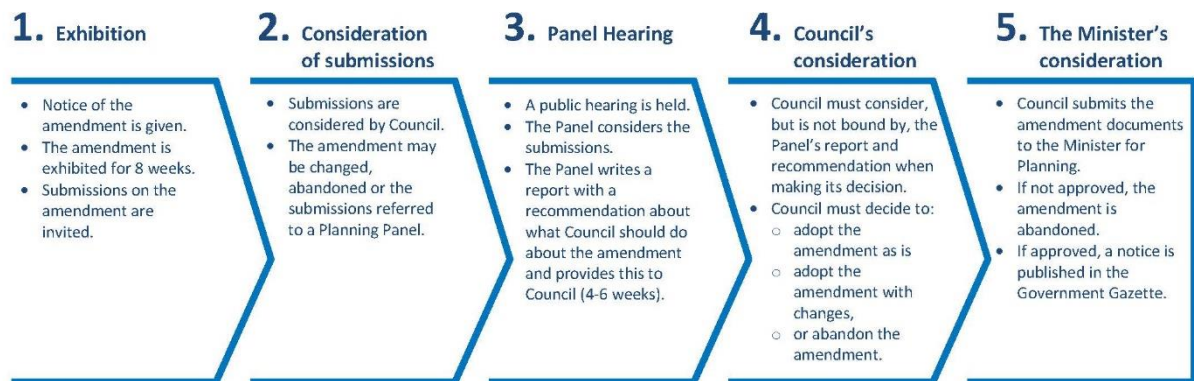 1. Exhibition
• Notice of the
amendment is given.
• The amendment is
exhibited for 8 weeks.
• Submissions on the
amendment are
invited.
2. Consideration
of submissions
• Submissions are
considered by Council.
• The amendment may
be changed,
abandoned or the
submissions referred
to a Planning Panel.
3. Panel Hearing
• A public hearing is held.
• The Panel considers the
submissions.
• The Panel writes a
report with a
recommendation about
what Council should do
about the amendment
and provides this to
Council (4-6 weeks).
4. Council's
consideration
• Council must consider,
but is not bound by, the
Panel's report and
recommendation when
making its decision.
• Council must decide to:
○ adopt the
amendment as is
○ adopt the
amendment with
changes,
○ or abandon the
amendment.
5. The Minister's
consideration
• Council submits the
amendment documents
to the Minister for
Planning.
• If not approved, the
amendment is
abandoned.
• If approved, a notice is
published in the
Government Gazette.